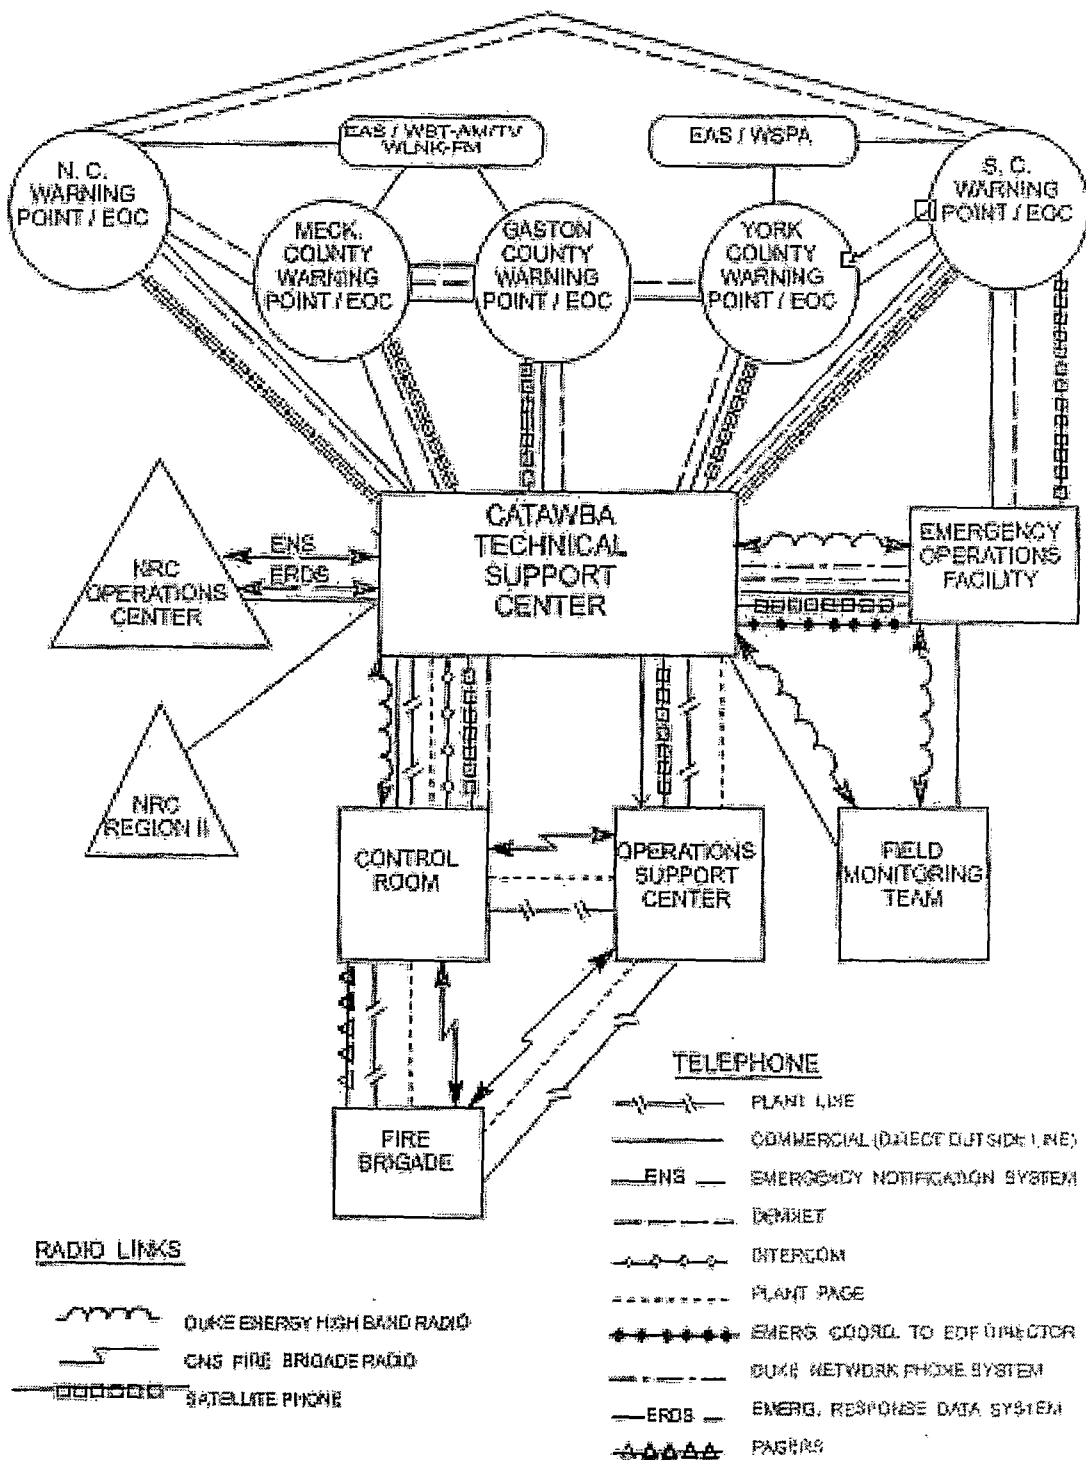 EAS / WBT-AM/TV
WLNK-FM
EAS / WSPA
N. C.
WARNING
POINT / EOC
MECK.
COUNTY
WARNING
POINT / EOC
GASTON
COUNTY
WARNING
POINT / EOC
YORK
COUNTY
WARNING
POINT / EOC
S. C.
WARNING
POINT / EOC
NRC
OPERATIONS
CENTER
ENS
ERDS
CATAWBA
TECHNICAL
SUPPORT
CENTER
EMERGENCY
OPERATIONS
FACILITY
NRC
REGION II
CONTROL
ROOM
OPERATIONS
SUPPORT
CENTER
FIELD
MONITORING
TEAM
FIRE
BRIGADE
TELEPHONE
PLANT LINE
COMMERCIAL (DIRECT OUTSIDE LINE)
ENS EMERGENCY NOTIFICATION SYSTEM
DEMNET
INTERCOM
PLANT PAGE
EMERG. COORD. TO EOF DIRECTOR
DUKE NETWORK PHONE SYSTEM
ERDS EMERG. RESPONSE DATA SYSTEM
PAGERS
RADIO LINKS
DUKE ENERGY HIGH BAND RADIO
CNS FIRE BRIGADE RADIO
SATELLITE PHONE